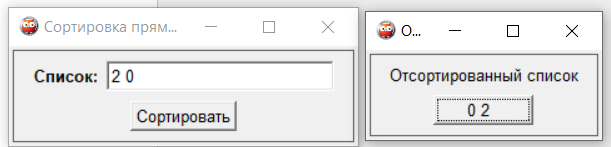 Сортировка прям...
Список: 2 0
Сортировать
О...
Отсортированный список
0 2